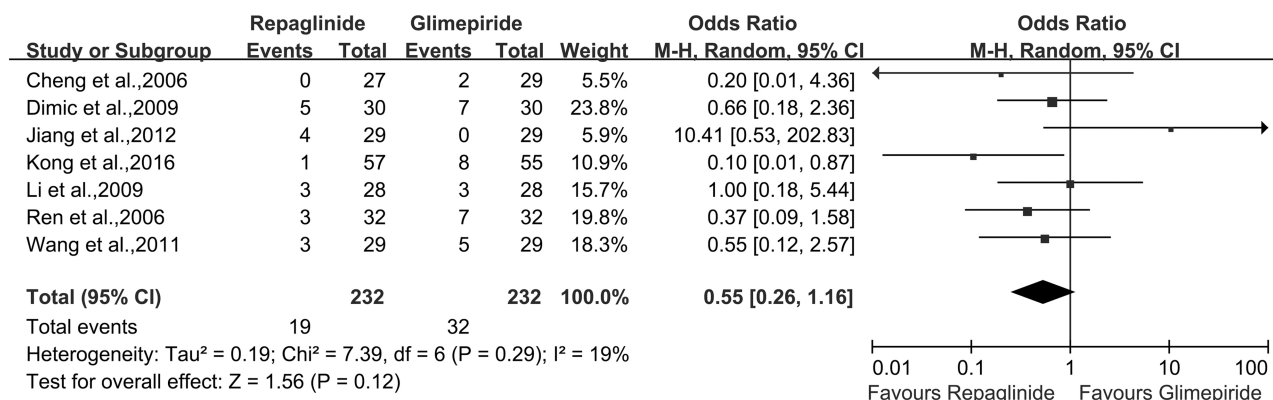 Repaglinide Glimepiride Odds Ratio Odds Ratio
Study or Subgroup Events Total Events Total Weight M-H, Random, 95% CI M-H, Random, 95% CI
Cheng et al.,2006 0 27 2 29 5.5% 0.20 [0.01, 4.36]
Dimic et al.,2009 5 30 7 30 23.8% 0.66 [0.18, 2.36]
Jiang et al.,2012 4 29 0 29 5.9% 10.41 [0.53, 202.83]
Kong et al.,2016 1 57 8 55 10.9% 0.10 [0.01, 0.87]
Li et al.,2009 3 28 3 28 15.7% 1.00 [0.18, 5.44]
Ren et al.,2006 3 32 7 32 19.8% 0.37 [0.09, 1.58]
Wang et al.,2011 3 29 5 29 18.3% 0.55 [0.12, 2.57]
Total (95% CI) 232 232 100.0% 0.55 [0.26, 1.16]
Total events 19 32
Heterogeneity: Tau² = 0.19; Chi² = 7.39, df = 6 (P = 0.29); I² = 19%
Test for overall effect: Z = 1.56 (P = 0.12)
0.01 0.1 1 10 100
Favours Repaglinide Favours Glimepiride